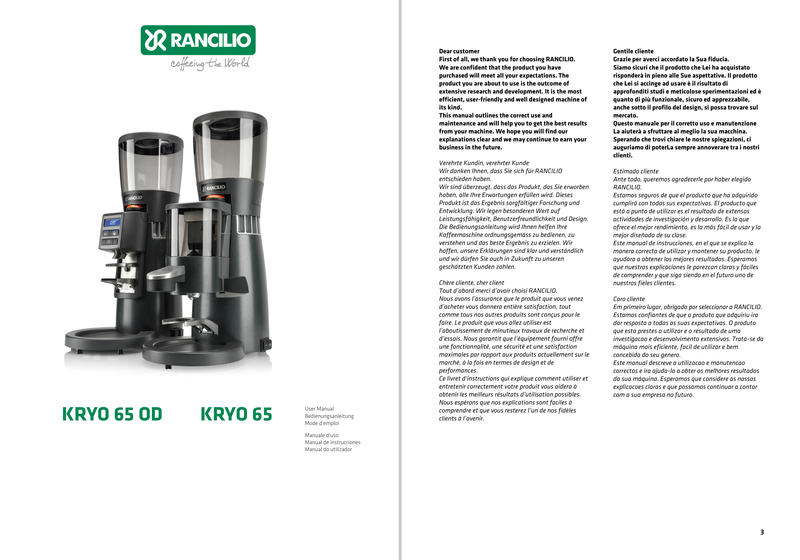 RANCILIO
coffeeing the World
RANCILIO
RANCILIO
KRYO 65 OD
KRYO 65
User Manual
Bedienungsanleitung
Mode d'emploi
Manuale d'uso
Manual de instrucciones
Manual do utilizador
Dear customer
First of all, we thank you for choosing RANCILIO.
We are confident that the product you have
purchased will meet all your expectations. The
product you are about to use is the outcome of
extensive research and development. It is the most
efficient, user-friendly and well designed machine of
its kind.
This manual outlines the correct use and
maintenance and will help you to get the best results
from your machine. We hope you will find our
explanations clear and we may continue to earn your
business in the future.
Verehrte Kundin, verehrter Kunde
Wir danken Ihnen, dass Sie sich für RANCILIO
entschieden haben.
Wir sind überzeugt, dass das Produkt, das Sie erworben
haben, alle Ihre Erwartungen erfüllen wird. Dieses
Produkt ist das Ergebnis sorgfältiger Forschung und
Entwicklung. Wir legen besonderen Wert auf
Leistungsfähigkeit, Benutzerfreundlichkeit und Design.
Die Bedienungsanleitung wird Ihnen helfen Ihre
Kaffeemaschine ordnungsgemäss zu bedienen, zu
verstehen und das beste Ergebnis zu erzielen. Wir
hoffen, unsere Erklärungen sind klar und verständlich
und wir dürfen Sie auch in Zukunft zu unseren
geschätzten Kunden zahlen.
Chère cliente, cher client
Tout d'abord merci d'avoir choisi RANCILIO.
Nous avons l'assurance que le produit que vous venez
d'acheter vous donnera entière satisfaction, tout
comme tous nos autres produits sont conçus pour le
faire. Le produit que vous allez utiliser est
l'aboutissement de minutieux travaux de recherche et
d'essais. Nous garantit que l'équipement fourni offre
une fonctionnalité, une sécurité et une satisfaction
maximales par rapport aux produits actuellement sur le
marché, à la fois en termes de design et de
performances.
Ce livret d'instructions qui explique comment utiliser et
entretenir correctement votre produit vous aidera à
obtenir les meilleurs résultats d'utilisation possibles.
Nous espérons que nos explications sont faciles à
comprendre et que vous resterez l'un de nos fidèles
clients à l'avenir.
Gentile cliente
Grazie per averci accordato la Sua fiducia.
Siamo sicuri che il prodotto che Lei ha acquistato
risponderà in pieno alle Sue aspettative. Il prodotto
che Lei si accinge ad usare è il risultato di
approfonditi studi e meticolose sperimentazioni ed è
quanto di più funzionale, sicuro ed apprezzabile,
anche sotto il profilo del design, si possa trovare sul
mercato.
Questo manuale per il corretto uso e manutenzione
La aiuterà a sfruttare al meglio la sua macchina.
Sperando che trovi chiare le nostre spiegazioni, ci
auguriamo di poterLa sempre annoverare tra i nostri
clienti.
Estimado cliente
Ante todo, queremos agradecerle por haber elegido
RANCILIO.
Estamos seguros de que el producto que ha adquirido
cumplirá con todas sus expectativas. El producto que
está a punto de utilizar es el resultado de extensas
actividades de investigación y desarrollo. Es la que
ofrece el mejor rendimiento, es la más fácil de usar y la
mejor diseñada de su clase.
Este manual de instrucciones, en el que se explica la
manera correcta de utilizar y mantener su producto, le
ayudara a obtener los mejores resultados. Esperamos
que nuestras explicaciones le parezcan claras y fáciles
de comprender y que siga siendo en el futuro uno de
nuestros fieles clientes.
Caro cliente
Em primeiro lugar, obrigado por seleccionar a RANCILIO.
Estamos confiantes de que o produto que adquiriu ira
dar resposta a todas as suas expectativas. O produto
que esta prestes a utilizar e o resultado de uma
investigacao e desenvolvimento extensivos. Trata-se da
máquina mais eficiente, facil de utilizar e bem
concebida do seu genero.
Este manual descreve a utilizacao e manutencao
correctas e ira ajuda-lo a obter os melhores resultados
da sua máquina. Esperamos que considere as nossas
explicacoes claras e que possamos continuar a contar
com a sua empresa no futuro.
3